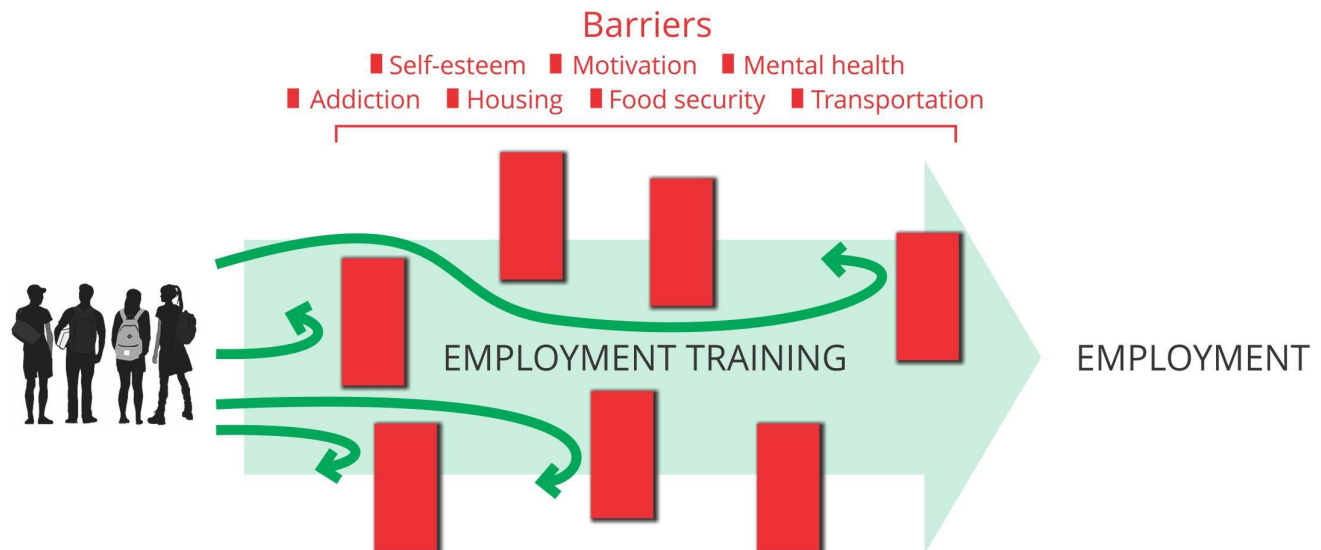 Barriers
Self-esteem Motivation Mental health
Addiction Housing Food security Transportation
EMPLOYMENT TRAINING
EMPLOYMENT